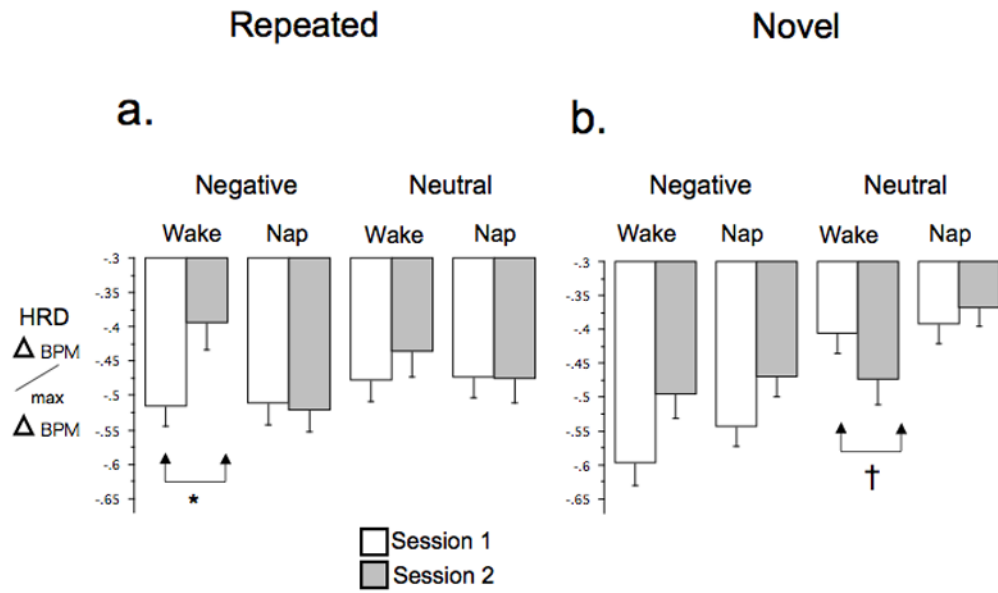 Repeated Novel
a. b.
Negative Neutral Negative Neutral
Wake Nap Wake Nap Wake Nap Wake Nap
HRD
Δ BPM
max
Δ BPM
-.3
-.35
-.4
-.45
-.5
-.55
-.6
-.65
*
-.3
-.35
-.4
-.45
-.5
-.55
-.6
-.65
†
Session 1
Session 2